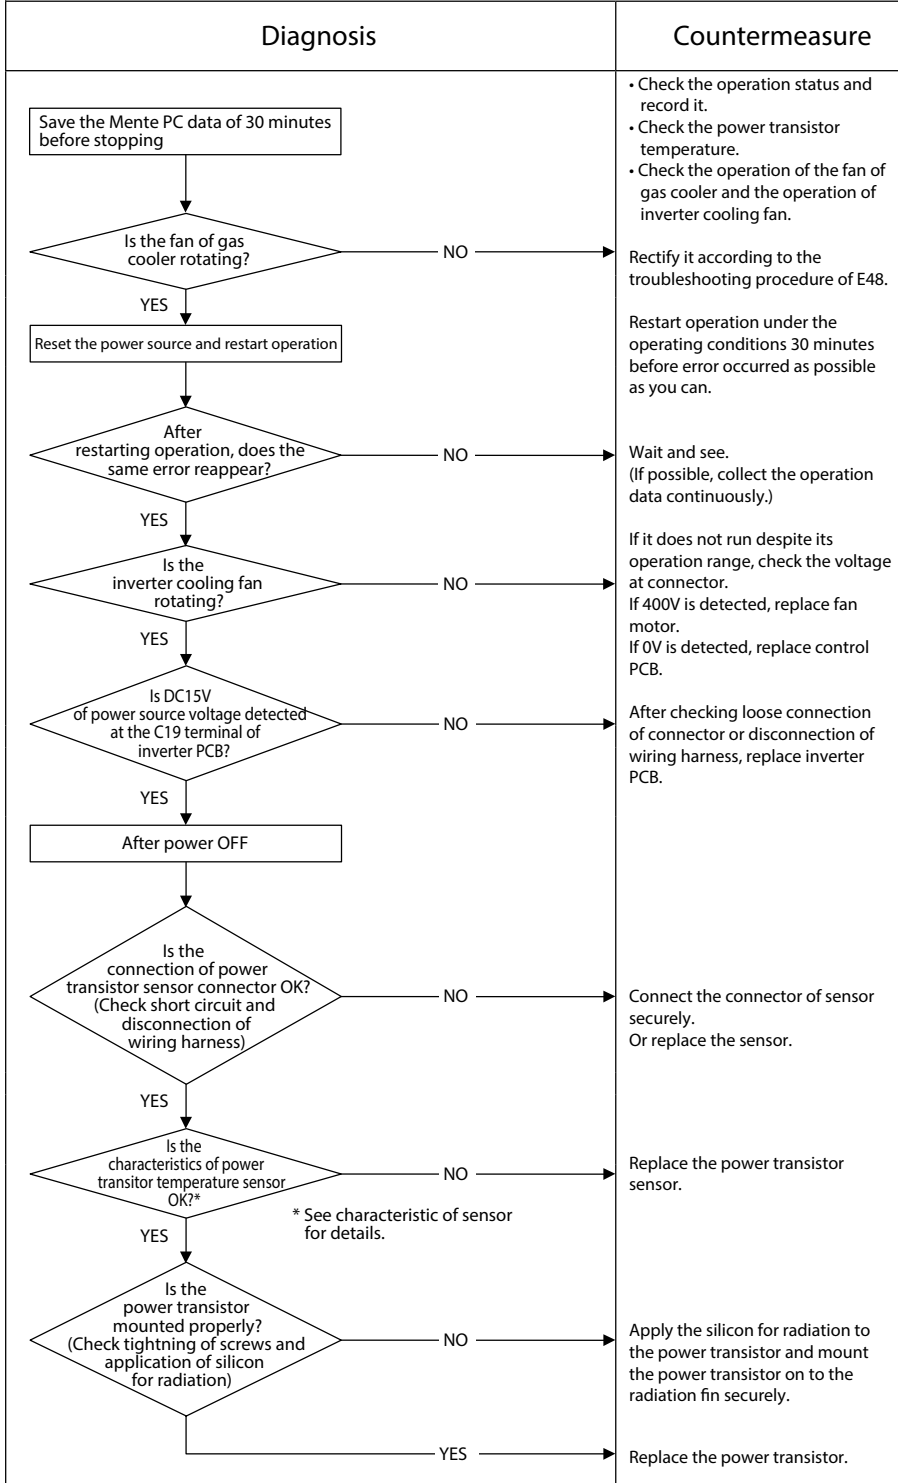 Diagnosis
Countermeasure
Save the Mente PC data of 30 minutes
before stopping
• Check the operation status and
record it.
• Check the power transistor
temperature.
• Check the operation of the fan of
gas cooler and the operation of
inverter cooling fan.
Is the fan of gas
cooler rotating?
NO
Rectify it according to the
troubleshooting procedure of E48.
YES
Reset the power source and restart operation
Restart operation under the
operating conditions 30 minutes
before error occurred as possible
as you can.
After
restarting operation, does the
same error reappear?
NO
Wait and see.
(If possible, collect the operation
data continuously.)
YES
Is the
inverter cooling fan
rotating?
NO
If it does not run despite its
operation range, check the voltage
at connector.
If 400V is detected, replace fan
motor.
If 0V is detected, replace control
PCB.
YES
Is DC15V
of power source voltage detected
at the C19 terminal of
inverter PCB?
NO
After checking loose connection
of connector or disconnection of
wiring harness, replace inverter
PCB.
YES
After power OFF
Is the
connection of power
transistor sensor connector OK?
(Check short circuit and
disconnection of
wiring harness)
NO
Connect the connector of sensor
securely.
Or replace the sensor.
YES
Is the
characteristics of power
transitor temperature sensor
OK?*
NO
Replace the power transistor
sensor.
* See characteristic of sensor
for details.
YES
Is the
power transistor
mounted properly?
(Check tightning of screws and
application of silicon
for radiation)
NO
Apply the silicon for radiation to
the power transistor and mount
the power transistor on to the
radiation fin securely.
YES
Replace the power transistor.